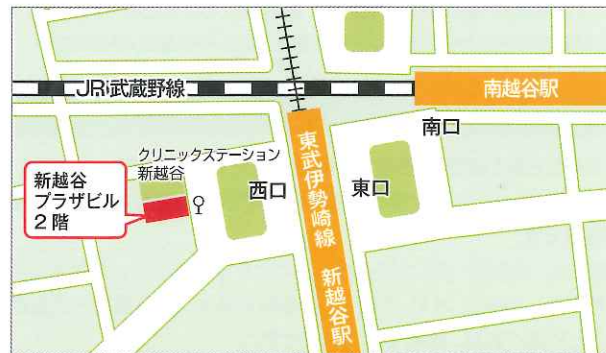 JR武蔵野線
南越谷駅
南口
クリニックステーション
新越谷
新越谷
プラザビル
2階
西口
東武伊勢崎線 新越谷駅
東口